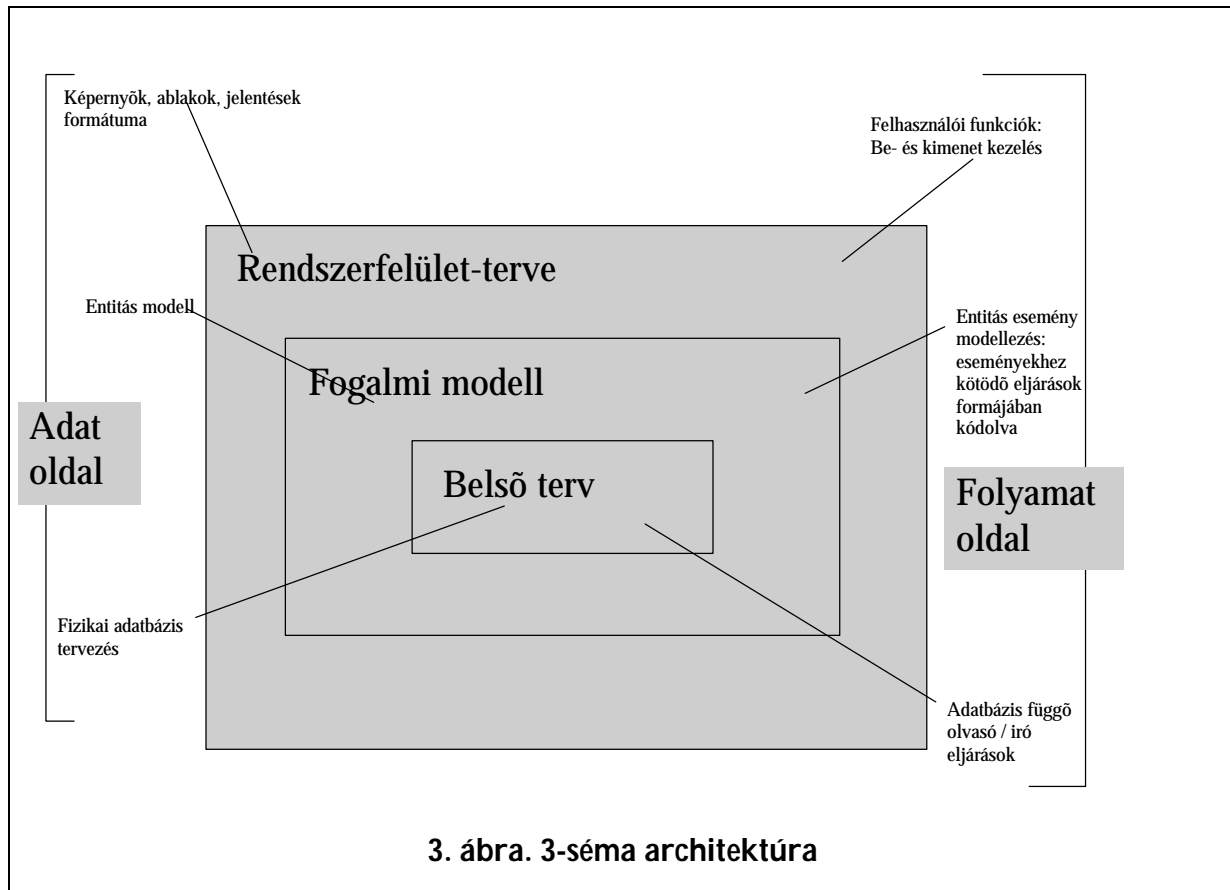 Képernyõk, ablakok, jelentések
formátuma
Felhasználói funkciók:
Be- és kimenet kezelés
Rendszerfelület-terve
Entitás modell
Entitás esemény
modellezés:
eseményekhez
kötödõ eljárások
formájában
kódolva
Fogalmi modell
Adat
oldal
Belsõ terv
Folyamat
oldal
Fizikai adatbázis
tervezés
Adatbázis függõ
olvasó / iró
eljárások
3. ábra. 3-séma architektúra